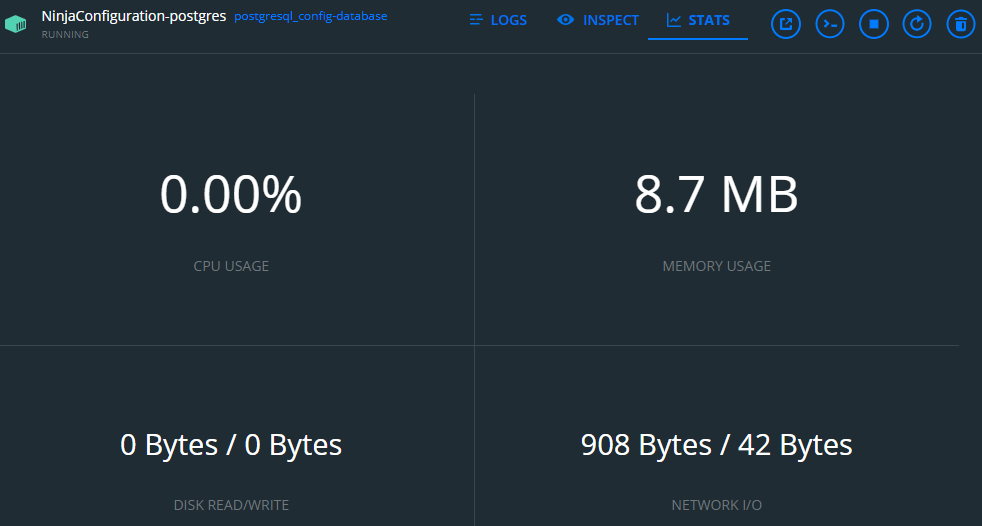 NinjaConfiguration-postgres postgresql_config-database
RUNNING
LOGS INSPECT STATS
0.00%
CPU USAGE
8.7 MB
MEMORY USAGE
0 Bytes / 0 Bytes
DISK READ/WRITE
908 Bytes / 42 Bytes
NETWORK I/O